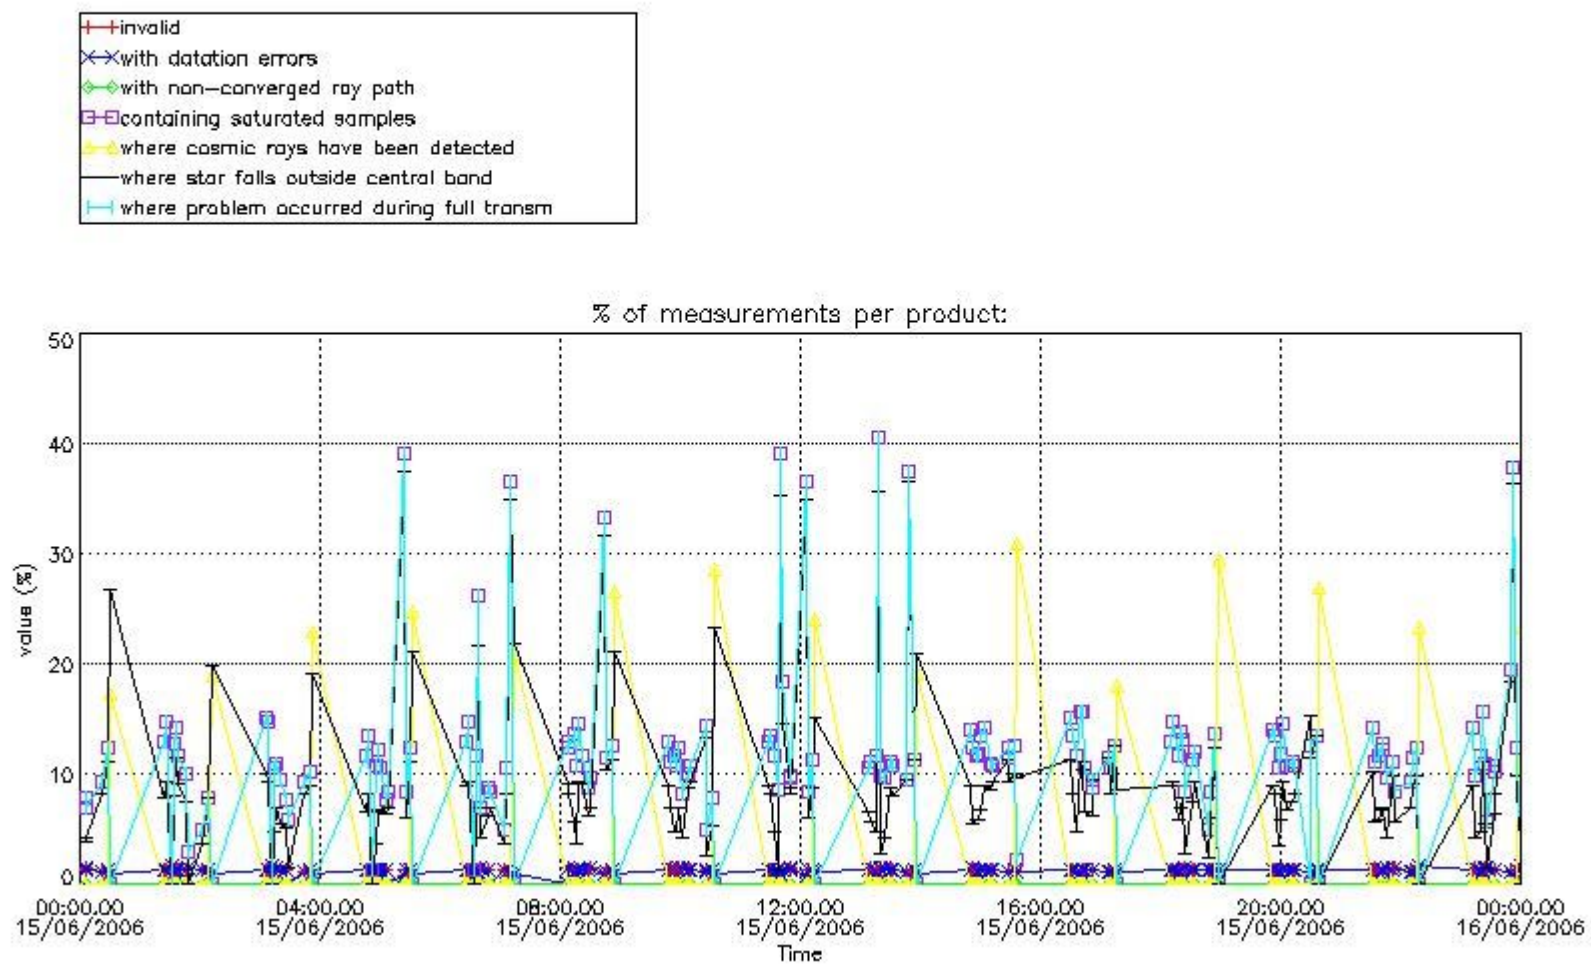 invalid
with datation errors
with non-converged ray path
containing saturated samples
where cosmic rays have been detected
where star falls outside central band
where problem occurred during full transm
% of measurements per product:
50
40
30
20
10
0
value (%)
00:00:00 04:00:00 08:00:00 12:00:00 16:00:00 20:00:00 00:00:00
15/06/2006 15/06/2006 15/06/2006 15/06/2006 15/06/2006 15/06/2006 16/06/2006
Time